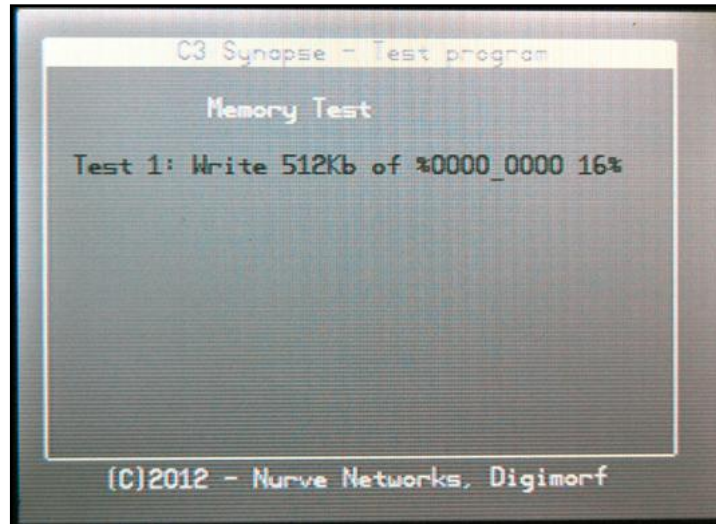 C3 Synapse - Test program
Memory Test
Test 1: Write 512Kb of %0000_0000 16%
(C)2012 - Nurve Networks, Digimorf